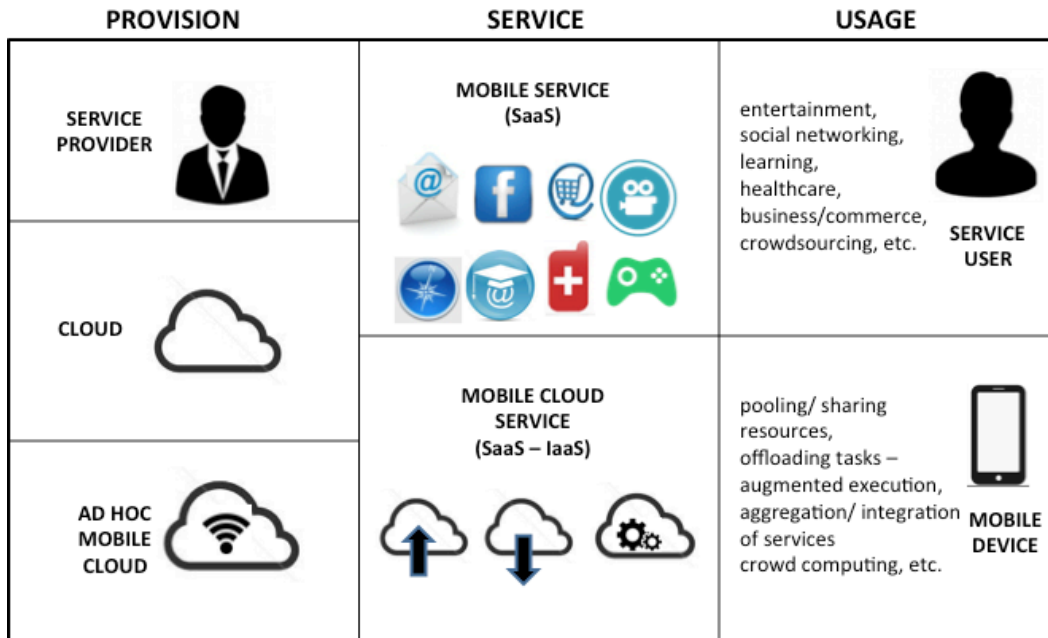 PROVISION
SERVICE
USAGE
SERVICE
PROVIDER
CLOUD
AD HOC
MOBILE
CLOUD
MOBILE SERVICE
(SaaS)
@
f
@
MOBILE CLOUD
SERVICE
(SaaS – IaaS)
entertainment,
social networking,
learning,
healthcare,
business/commerce,
crowdsourcing, etc.
SERVICE
USER
pooling/ sharing
resources,
offloading tasks –
augmented execution,
aggregation/ integration
of services
crowd computing, etc.
MOBILE
DEVICE